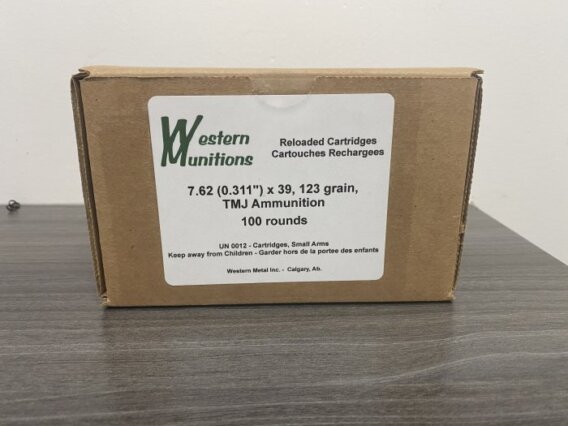 Western
Munitions
Reloaded Cartridges
Cartouches Rechargees
7.62 (0.311") x 39, 123 grain,
TMJ Ammunition
100 rounds
UN 0012 - Cartridges, Small Arms
Keep away from Children - Garder hors de la portee des enfants
Western Metal Inc. - Calgary, Ab.